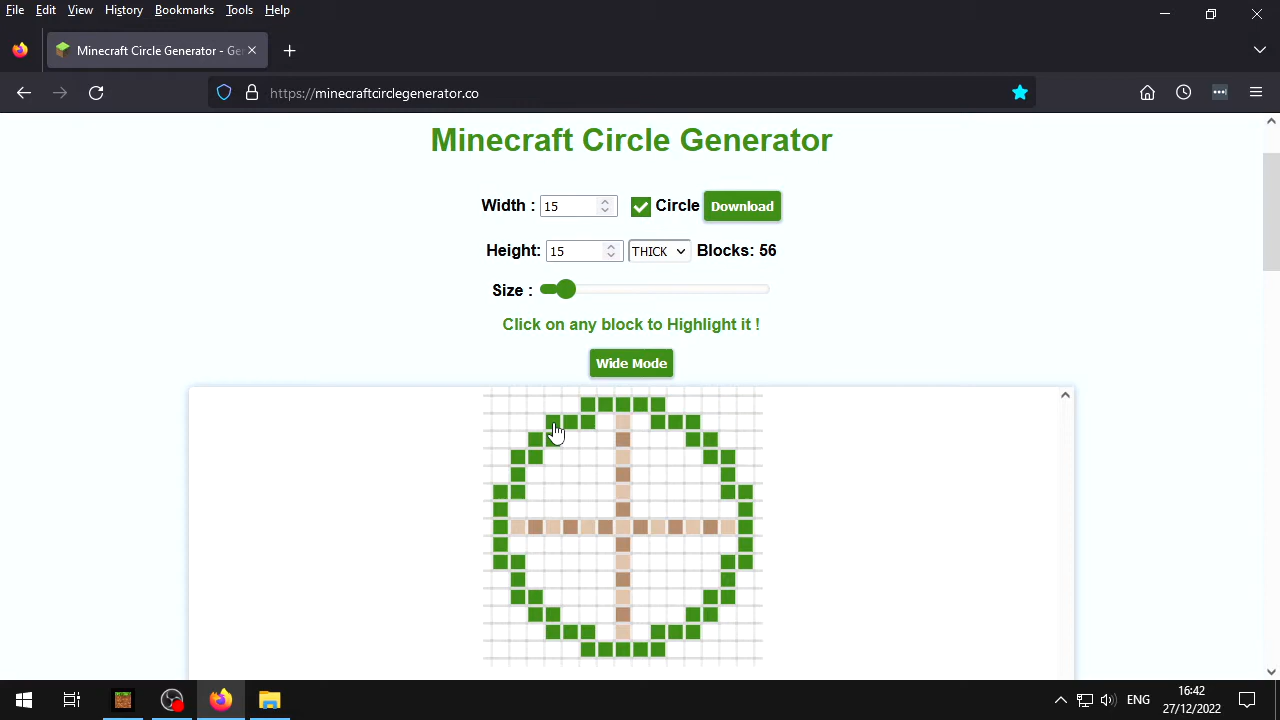 File Edit View History Bookmarks Tools Help
Minecraft Circle Generator - Ge
https://minecraftcirclegenerator.co
Minecraft Circle Generator
Width : 15 Circle Download
Height: 15 THICK Blocks: 56
Size :
Click on any block to Highlight it !
Wide Mode
ENG 16:42
27/12/2022